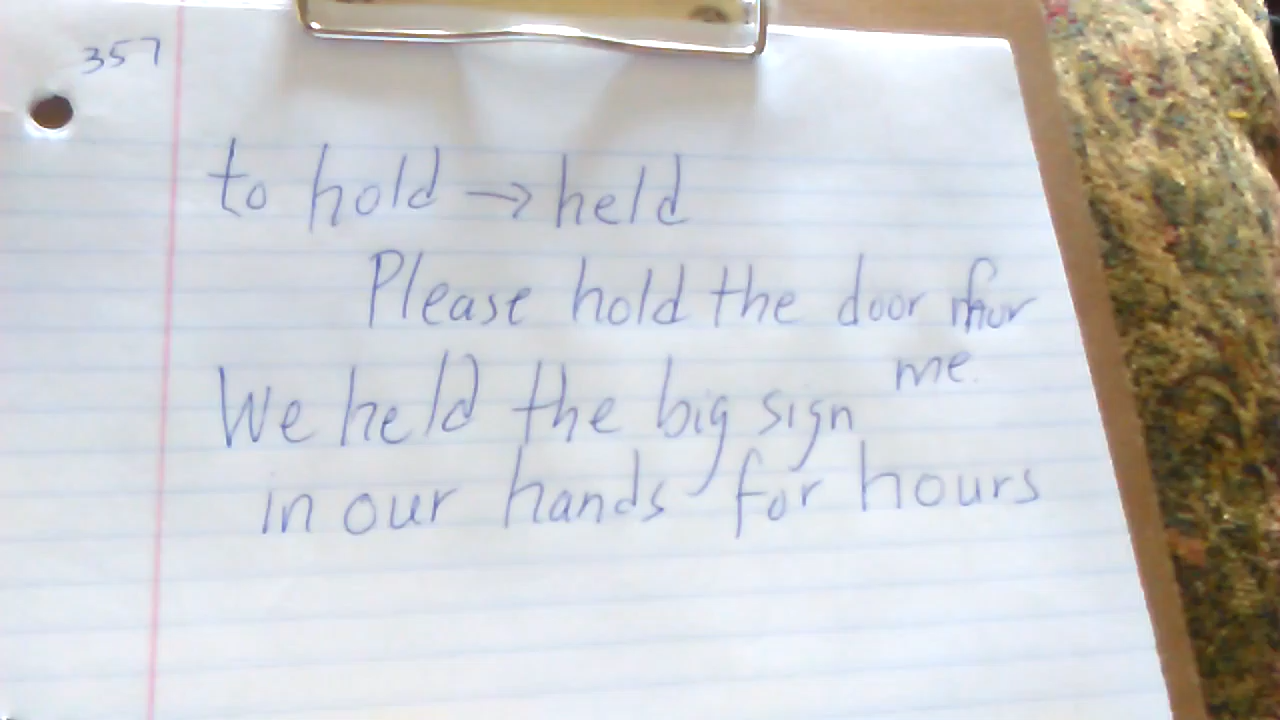 357
to hold → held
Please hold the door for
me.
We held the big sign
in our hands for hours